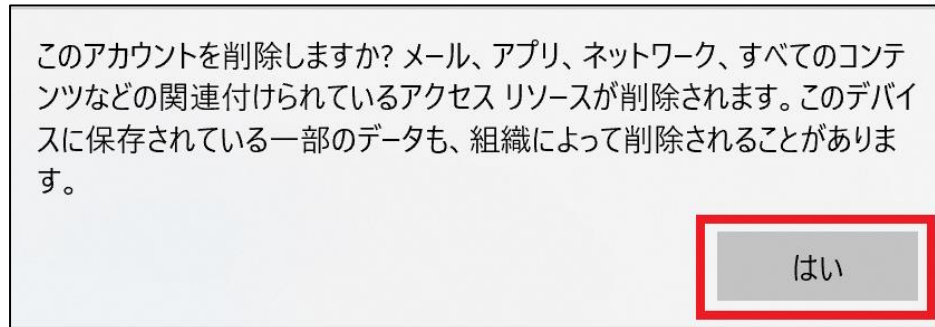 このアカウントを削除しますか? メール、アプリ、ネットワーク、すべてのコンテ
ンツなどの関連付けられているアクセス リソースが削除されます。このデバイ
スに保存されている一部のデータも、組織によって削除されることがありま
す。
はい